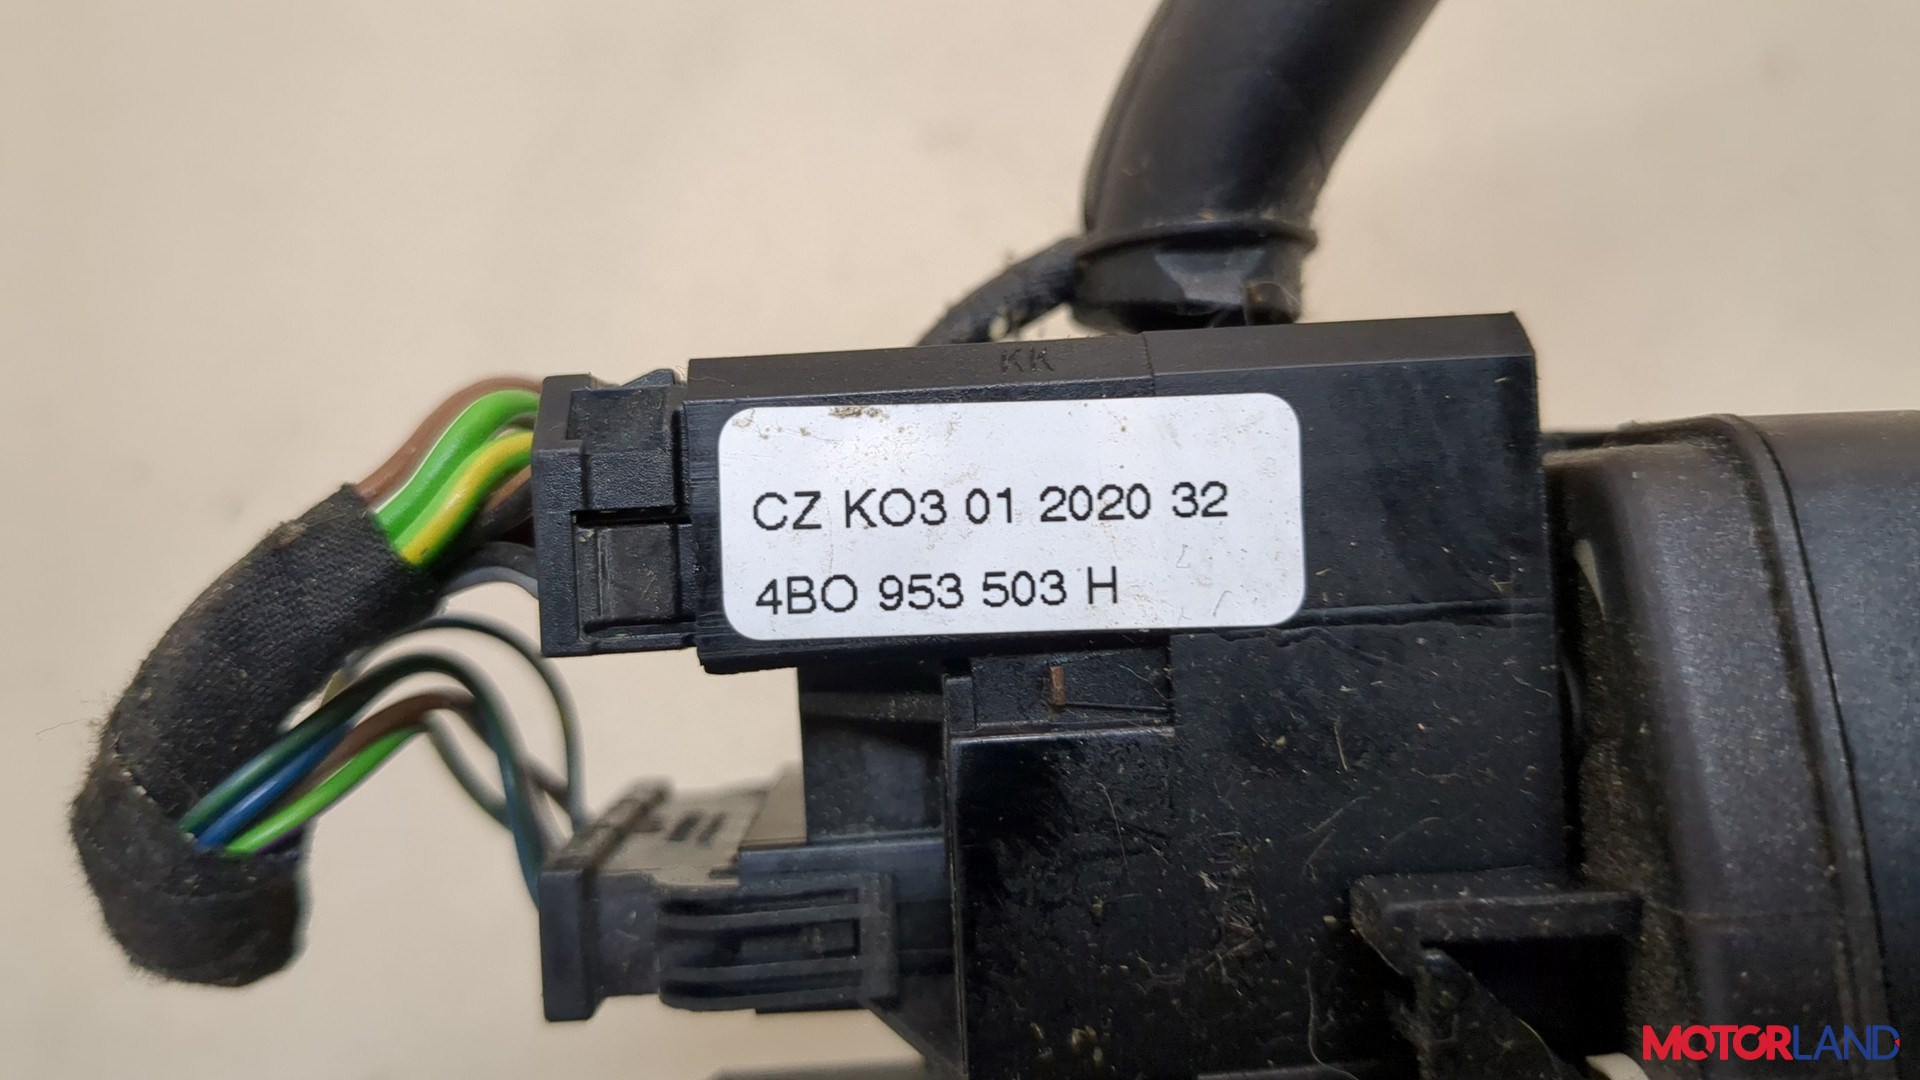 KK
CZ KO3 01 2020 32
4BO 953 503 H
MOTORLAND